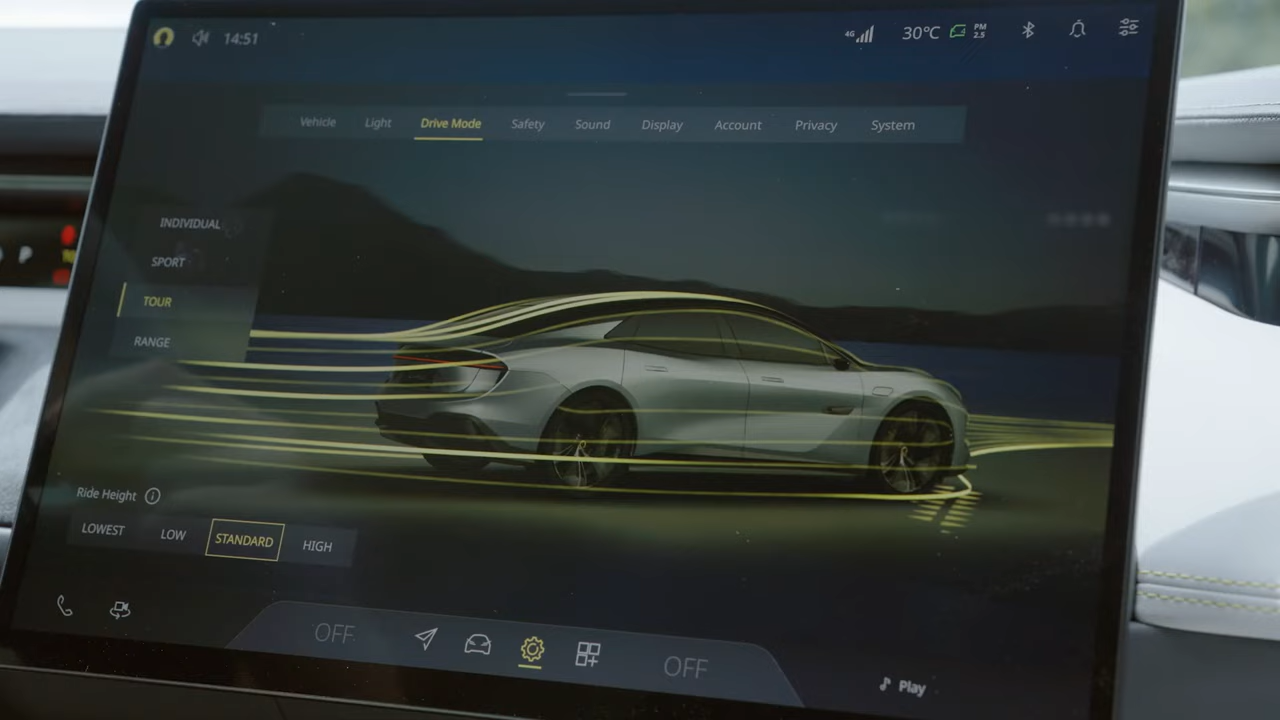 14:51
4G 30°C PM 2.5
Vehicle Light Drive Mode Safety Sound Display Account Privacy System
INDIVIDUAL
SPORT
TOUR
RANGE
P
Ride Height
LOWEST LOW STANDARD HIGH
OFF OFF
Play